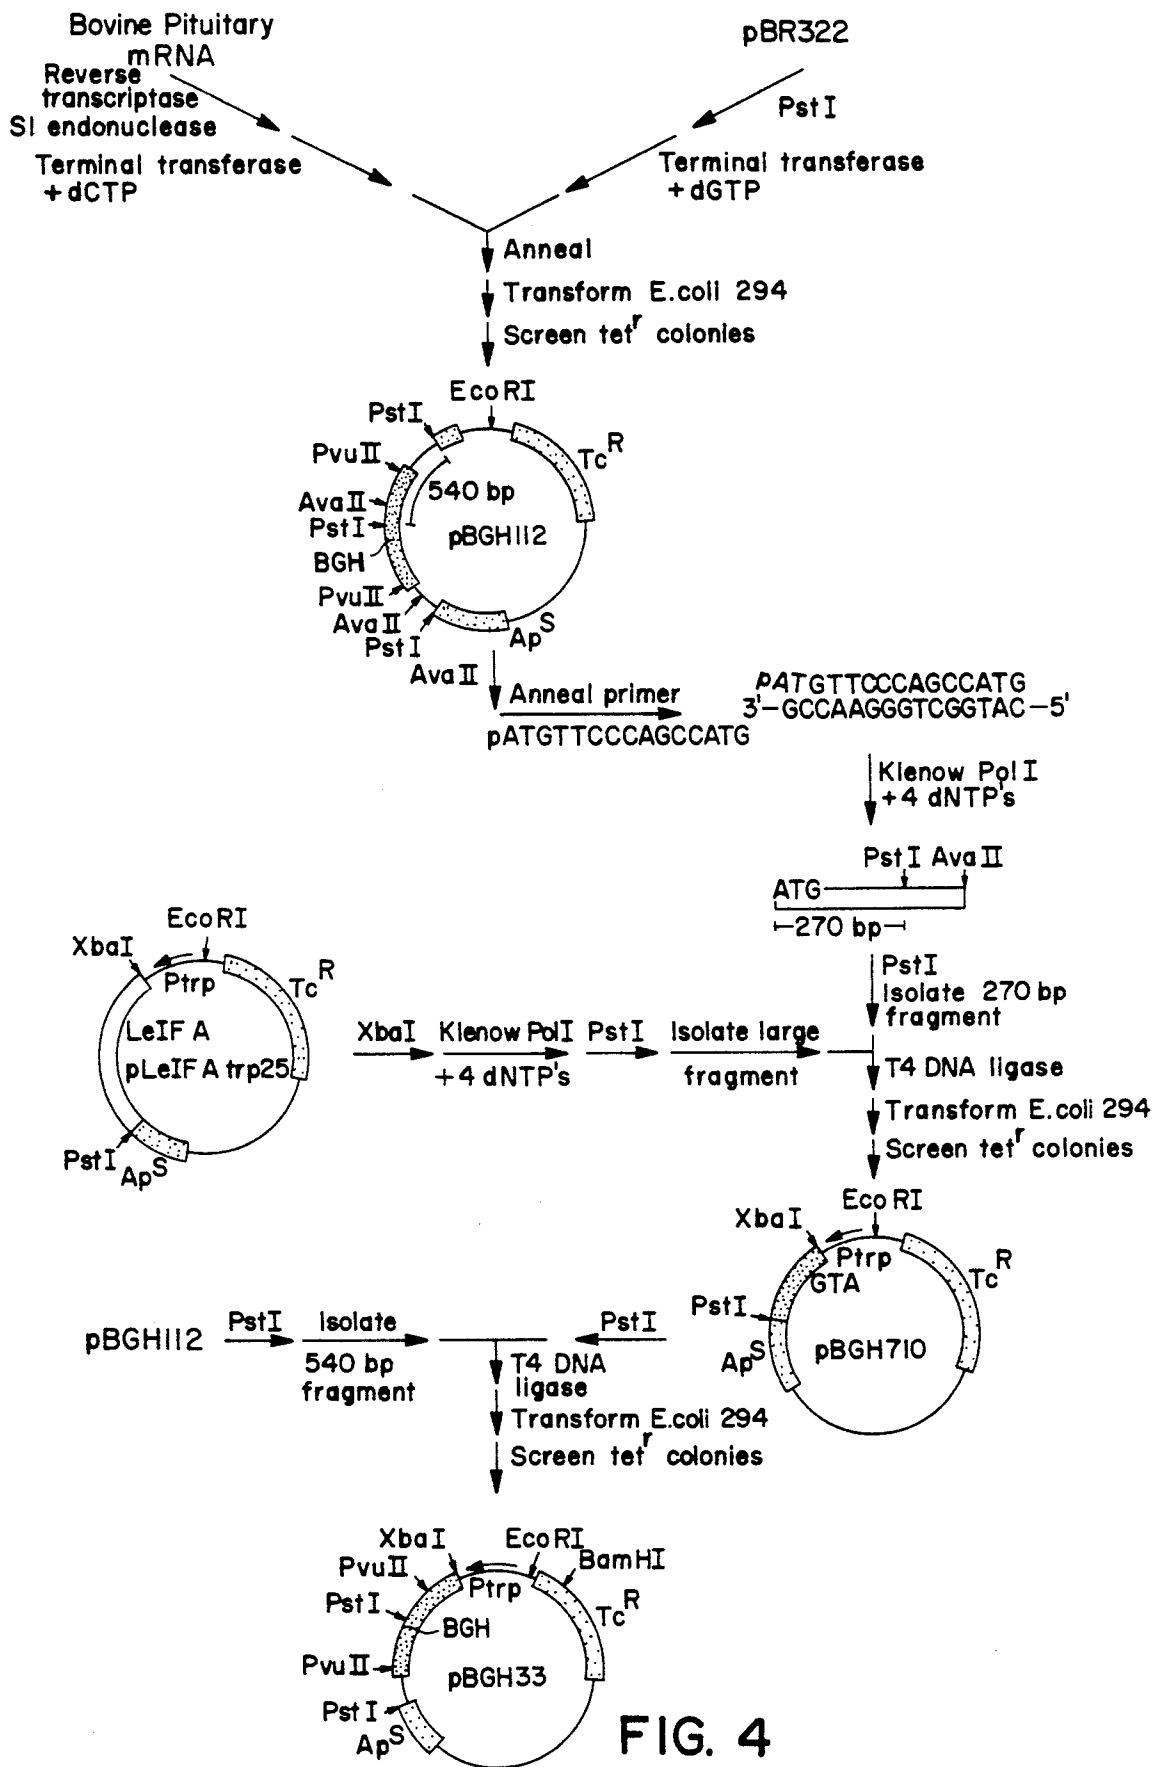 Bovine Pituitary
mRNA
Reverse
transcriptase
S1 endonuclease
Terminal transferase
+dCTP
pBR322
PstI
Terminal transferase
+dGTP
Anneal
Transform E.coli 294
Screen tet^r colonies
EcoRI
PstI
PvuII
AvaII
PstI
BGH
PvuII
AvaII
PstI
540 bp
pBGH112
Tc^R
Ap^S
AvaII
Anneal primer
pATGTTCCCAGCCATG
pATGTTCCCAGCCATG
3'-GCCAAGGGTCGGTAC-5'
Klenow PolI
+4 dNTP's
PstI AvaII
ATG
270 bp
PstI
Isolate 270 bp
fragment
EcoRI
XbaI
Ptrp
Tc^R
LeIF A
pLeIF A trp25
PstI
Ap^S
XbaI
Klenow PolI
+4 dNTP's
PstI
Isolate large
fragment
T4 DNA ligase
Transform E.coli 294
Screen tet^r colonies
EcoRI
XbaI
Ptrp
GTA
Tc^R
PstI
Ap^S
pBGH710
pBGH112
PstI
Isolate
540 bp
fragment
PstI
T4 DNA
ligase
Transform E.coli 294
Screen tet^r colonies
XbaI
EcoRI
BamHI
PvuII
Ptrp
PstI
Tc^R
BGH
PvuII
pBGH33
PstI
Ap^S
FIG. 4